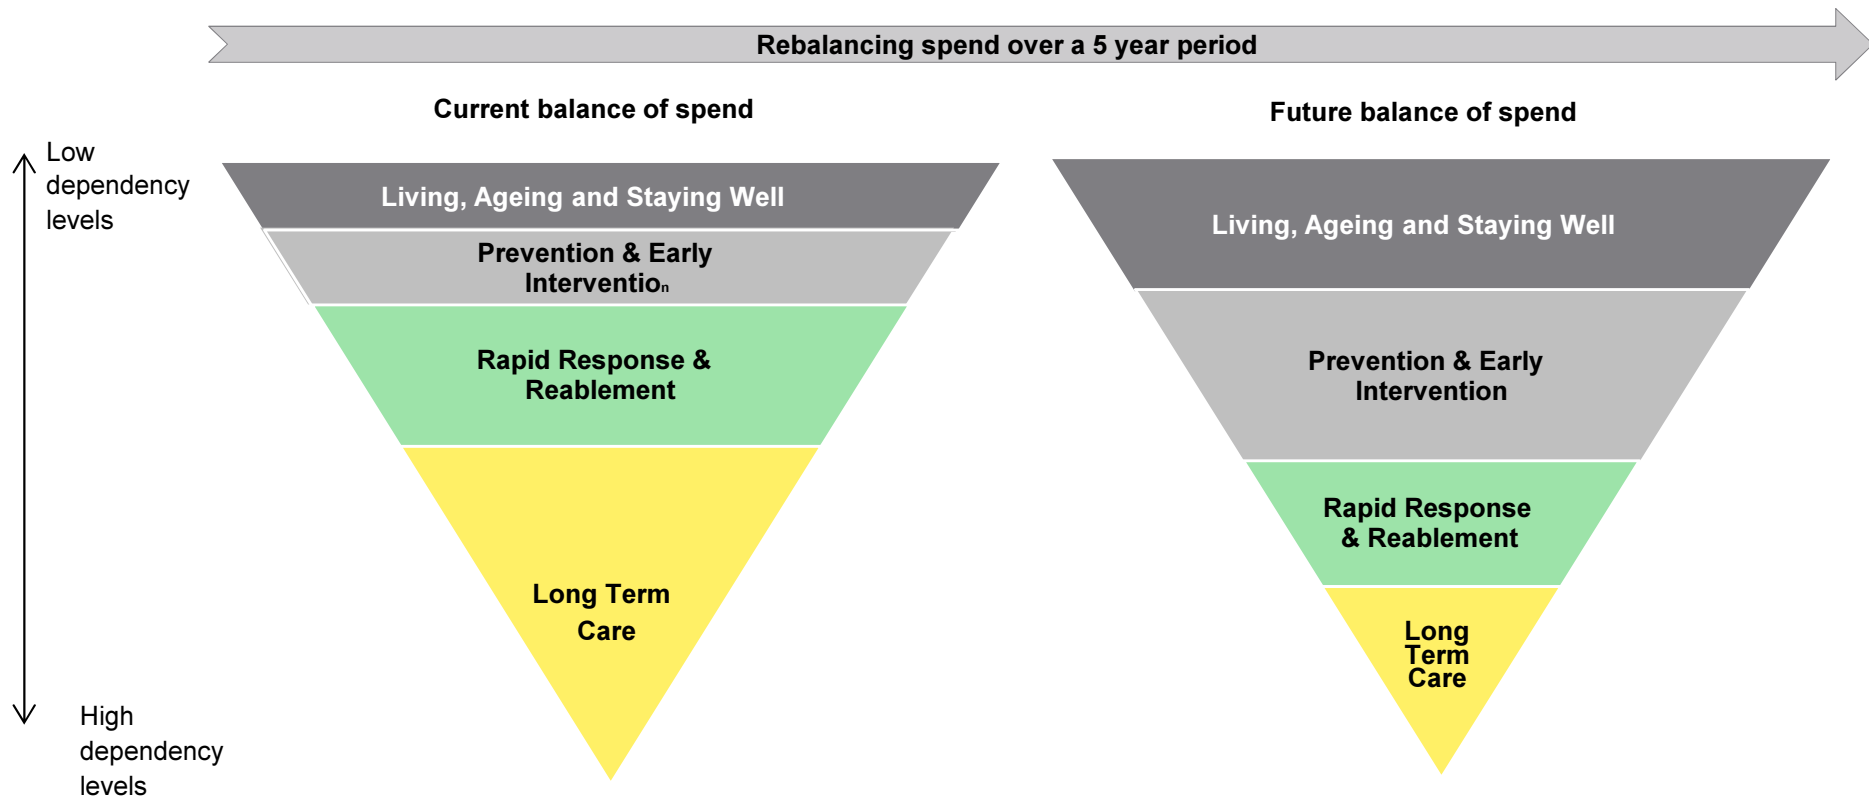 Rebalancing spend over a 5 year period
Current balance of spend
Future balance of spend
Low
dependency
levels
Living, Ageing and Staying Well
Prevention & Early
Intervention
Rapid Response &
Reablement
Long Term
Care
Living, Ageing and Staying Well
Prevention & Early
Intervention
Rapid Response
& Reablement
Long
Term
Care
High
dependency
levels